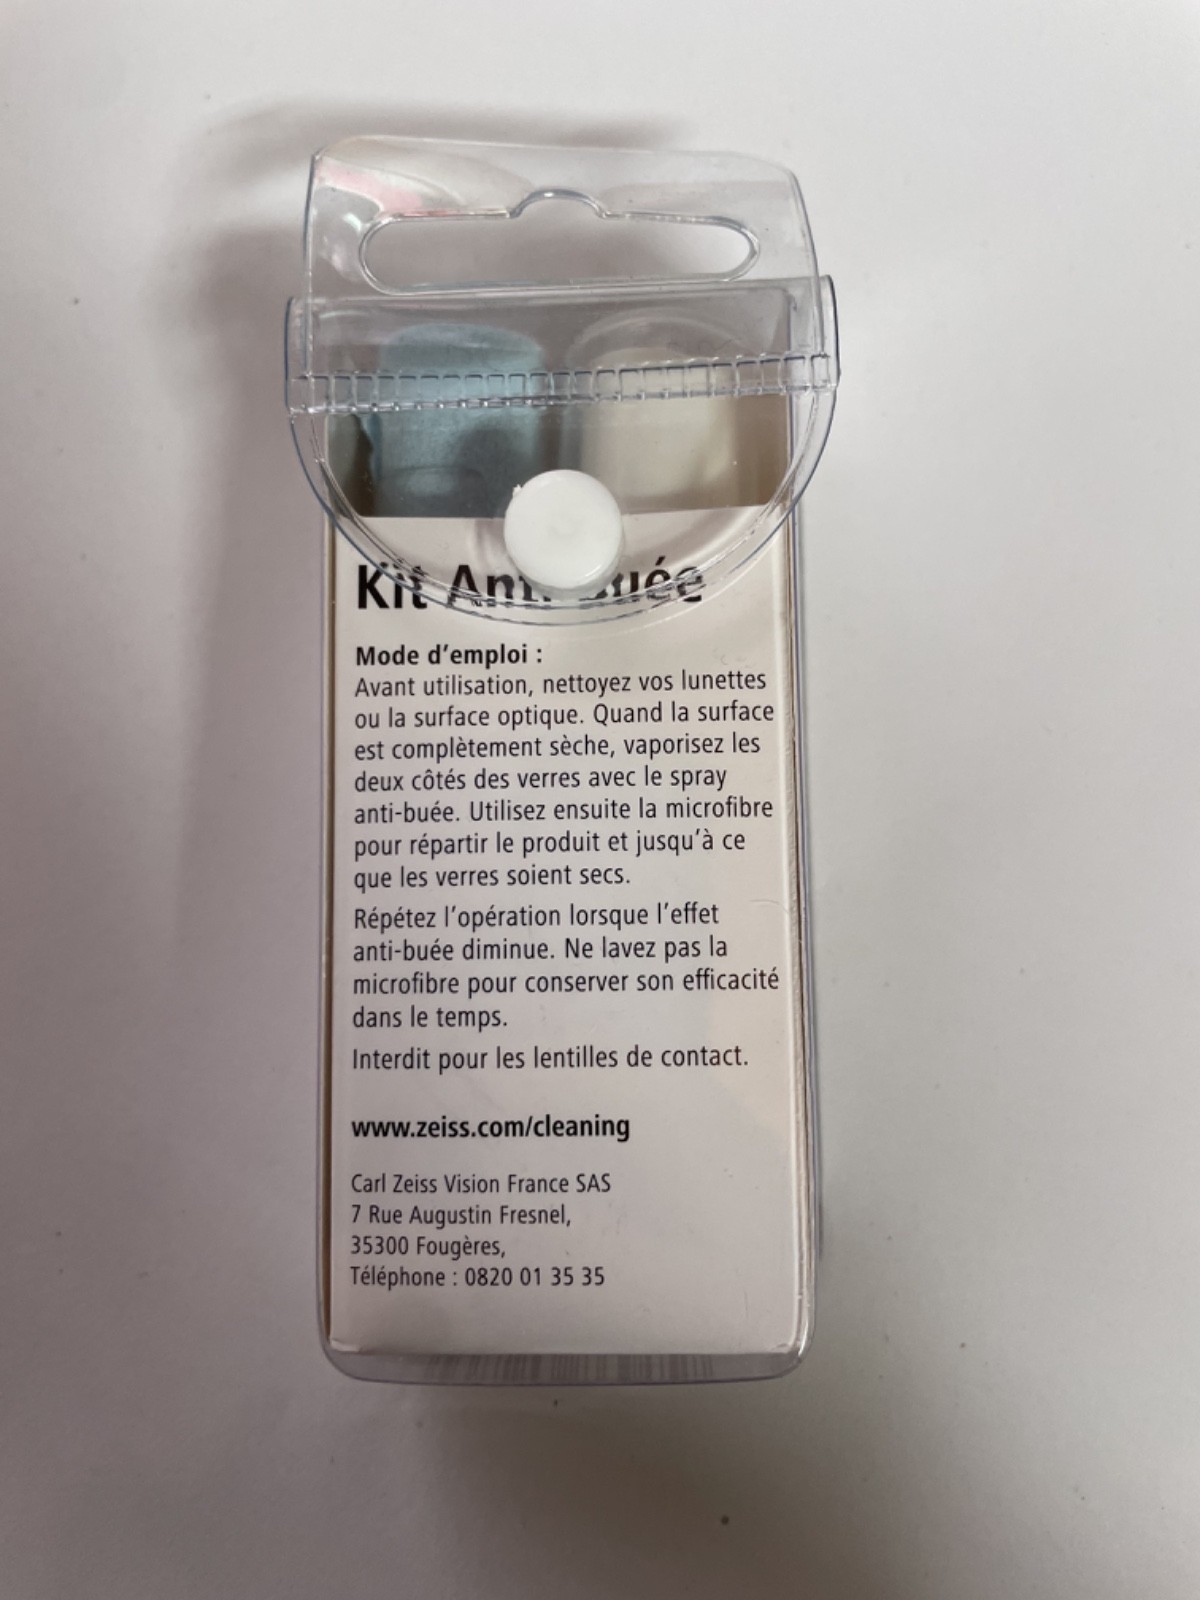 Kit Anti-Buée
Mode d’emploi :
Avant utilisation, nettoyez vos lunettes
ou la surface optique. Quand la surface
est complètement sèche, vaporisez les
deux côtés des verres avec le spray
anti-buée. Utilisez ensuite la microfibre
pour répartir le produit et jusqu’à ce
que les verres soient secs.
Répétez l’opération lorsque l’effet
anti-buée diminue. Ne lavez pas la
microfibre pour conserver son efficacité
dans le temps.
Interdit pour les lentilles de contact.
www.zeiss.com/cleaning
Carl Zeiss Vision France SAS
7 Rue Augustin Fresnel,
35300 Fougères,
Téléphone : 0820 01 35 35